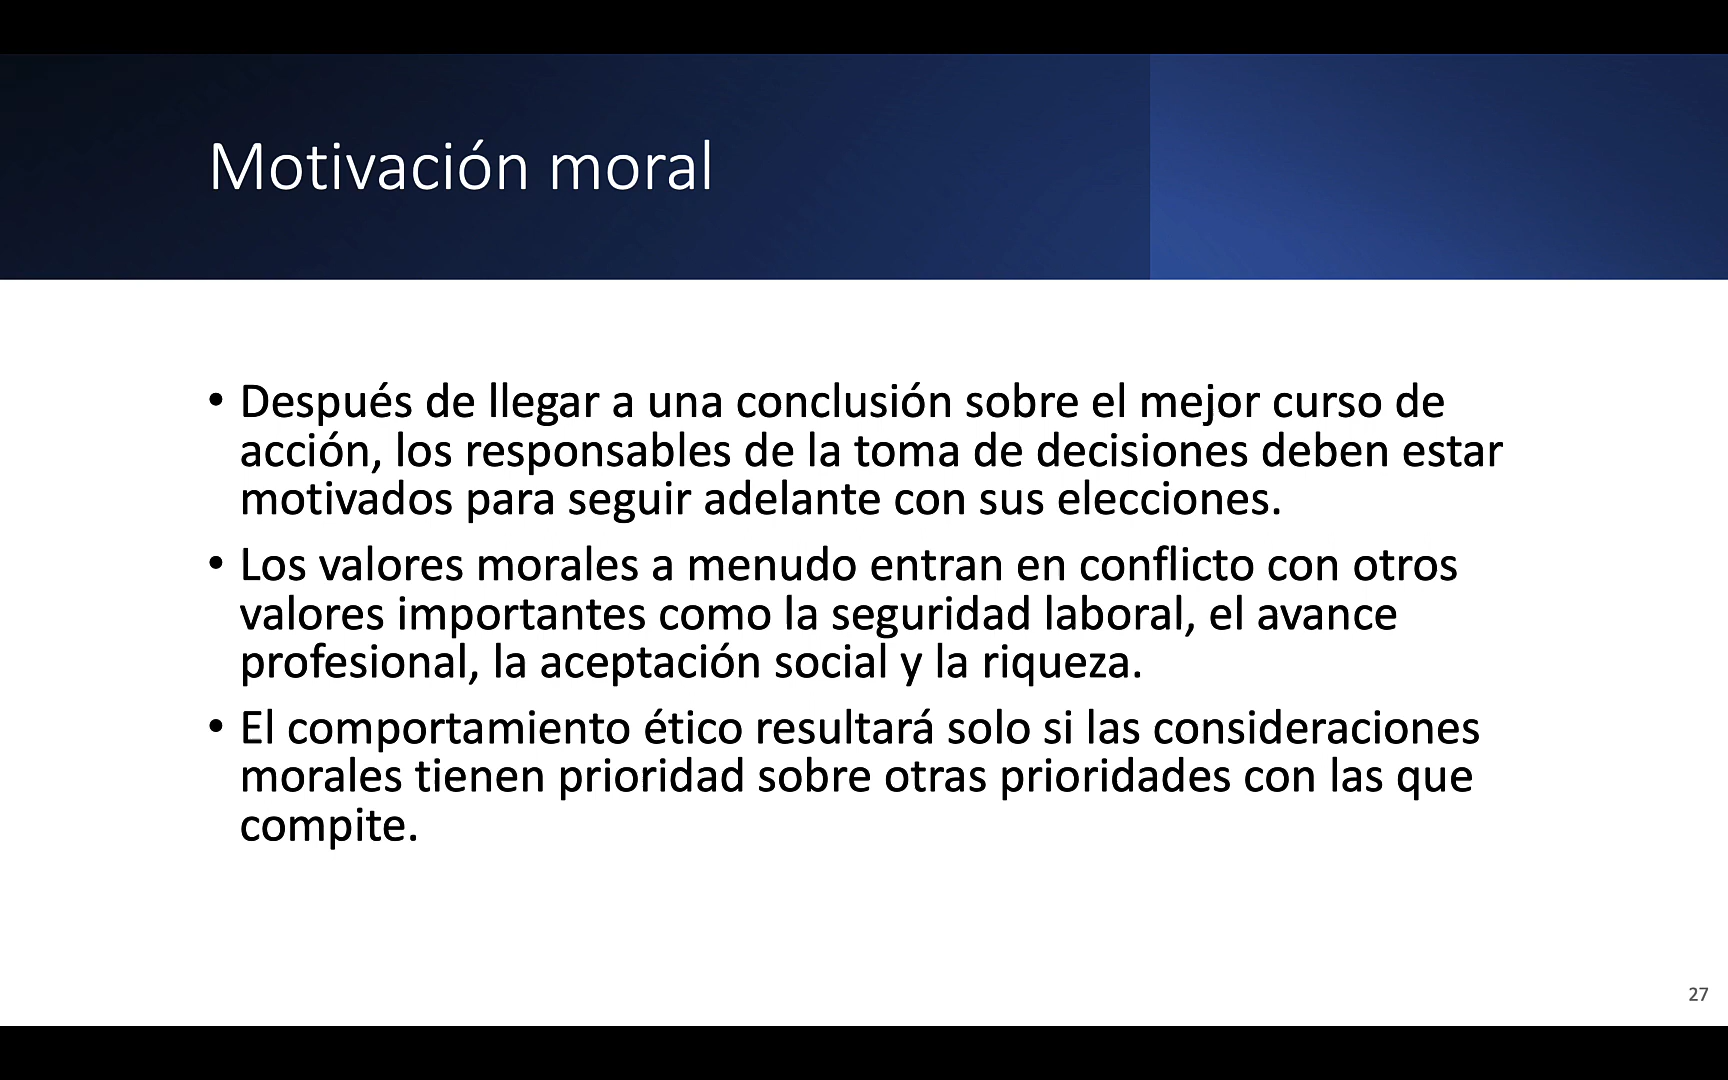 Motivación moral
• Después de llegar a una conclusión sobre el mejor curso de
acción, los responsables de la toma de decisiones deben estar
motivados para seguir adelante con sus elecciones.
• Los valores morales a menudo entran en conflicto con otros
valores importantes como la seguridad laboral, el avance
profesional, la aceptación social y la riqueza.
• El comportamiento ético resultará solo si las consideraciones
morales tienen prioridad sobre otras prioridades con las que
compite.
27